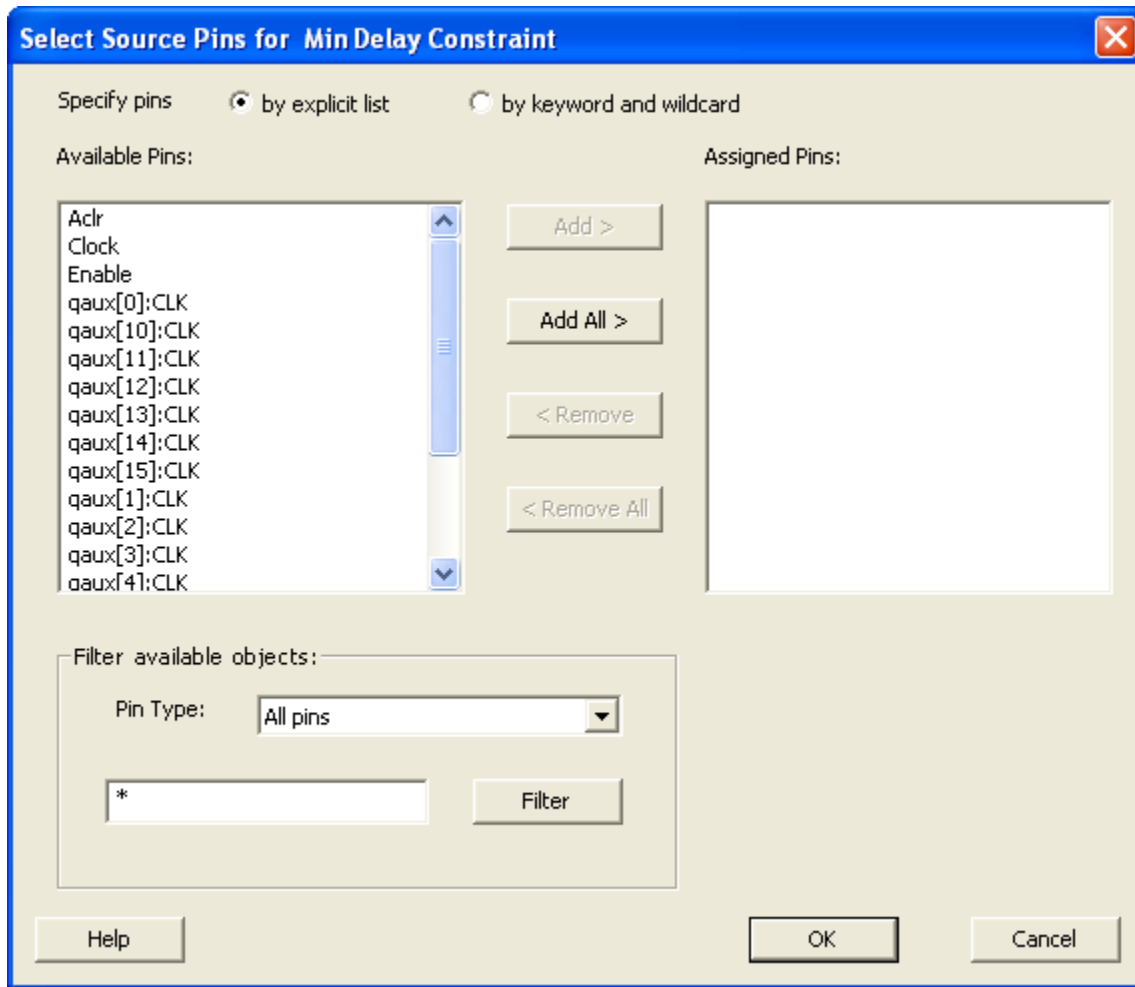 Select Source Pins for Min Delay Constraint
Specify pins by explicit list by keyword and wildcard
Available Pins: Assigned Pins:
Aclr
Clock
Enable
qaux[0]:CLK
qaux[10]:CLK
qaux[11]:CLK
qaux[12]:CLK
qaux[13]:CLK
qaux[14]:CLK
qaux[15]:CLK
qaux[1]:CLK
qaux[2]:CLK
qaux[3]:CLK
qaux[4]:CLK
Add >
Add All >
< Remove
< Remove All
Filter available objects:
Pin Type: All pins
* Filter
Help OK Cancel